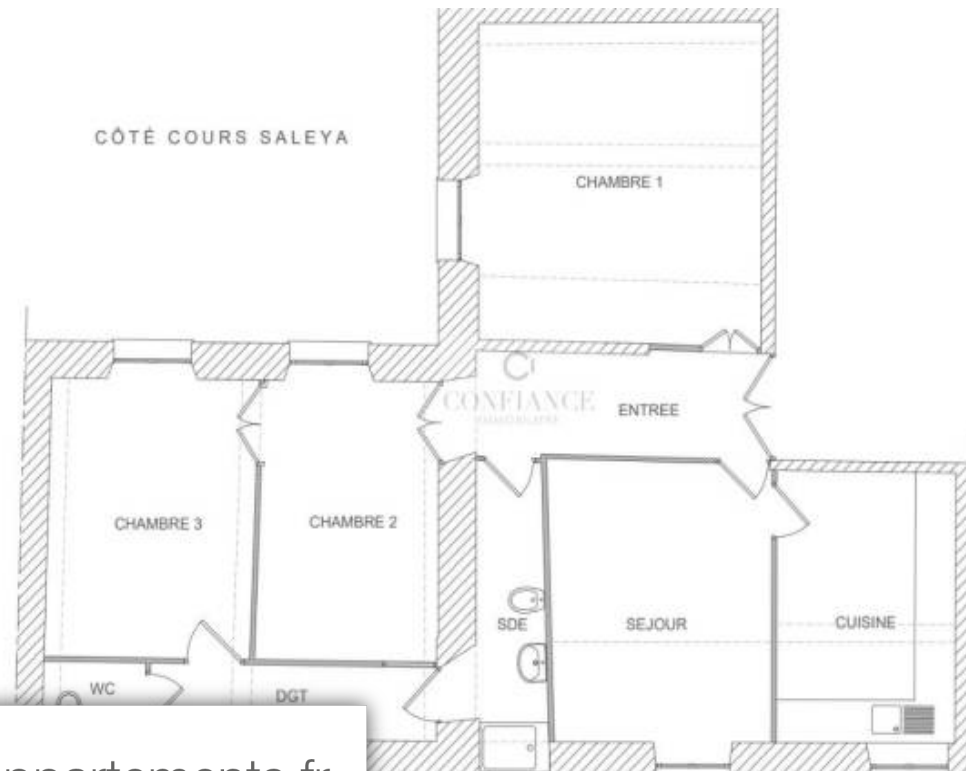 CÔTÉ COURS SALEYA
CHAMBRE 1
CONFIANCE
ENTREE
CHAMBRE 3
CHAMBRE 2
SDE
SEJOUR
CUISINE
WC
DGT